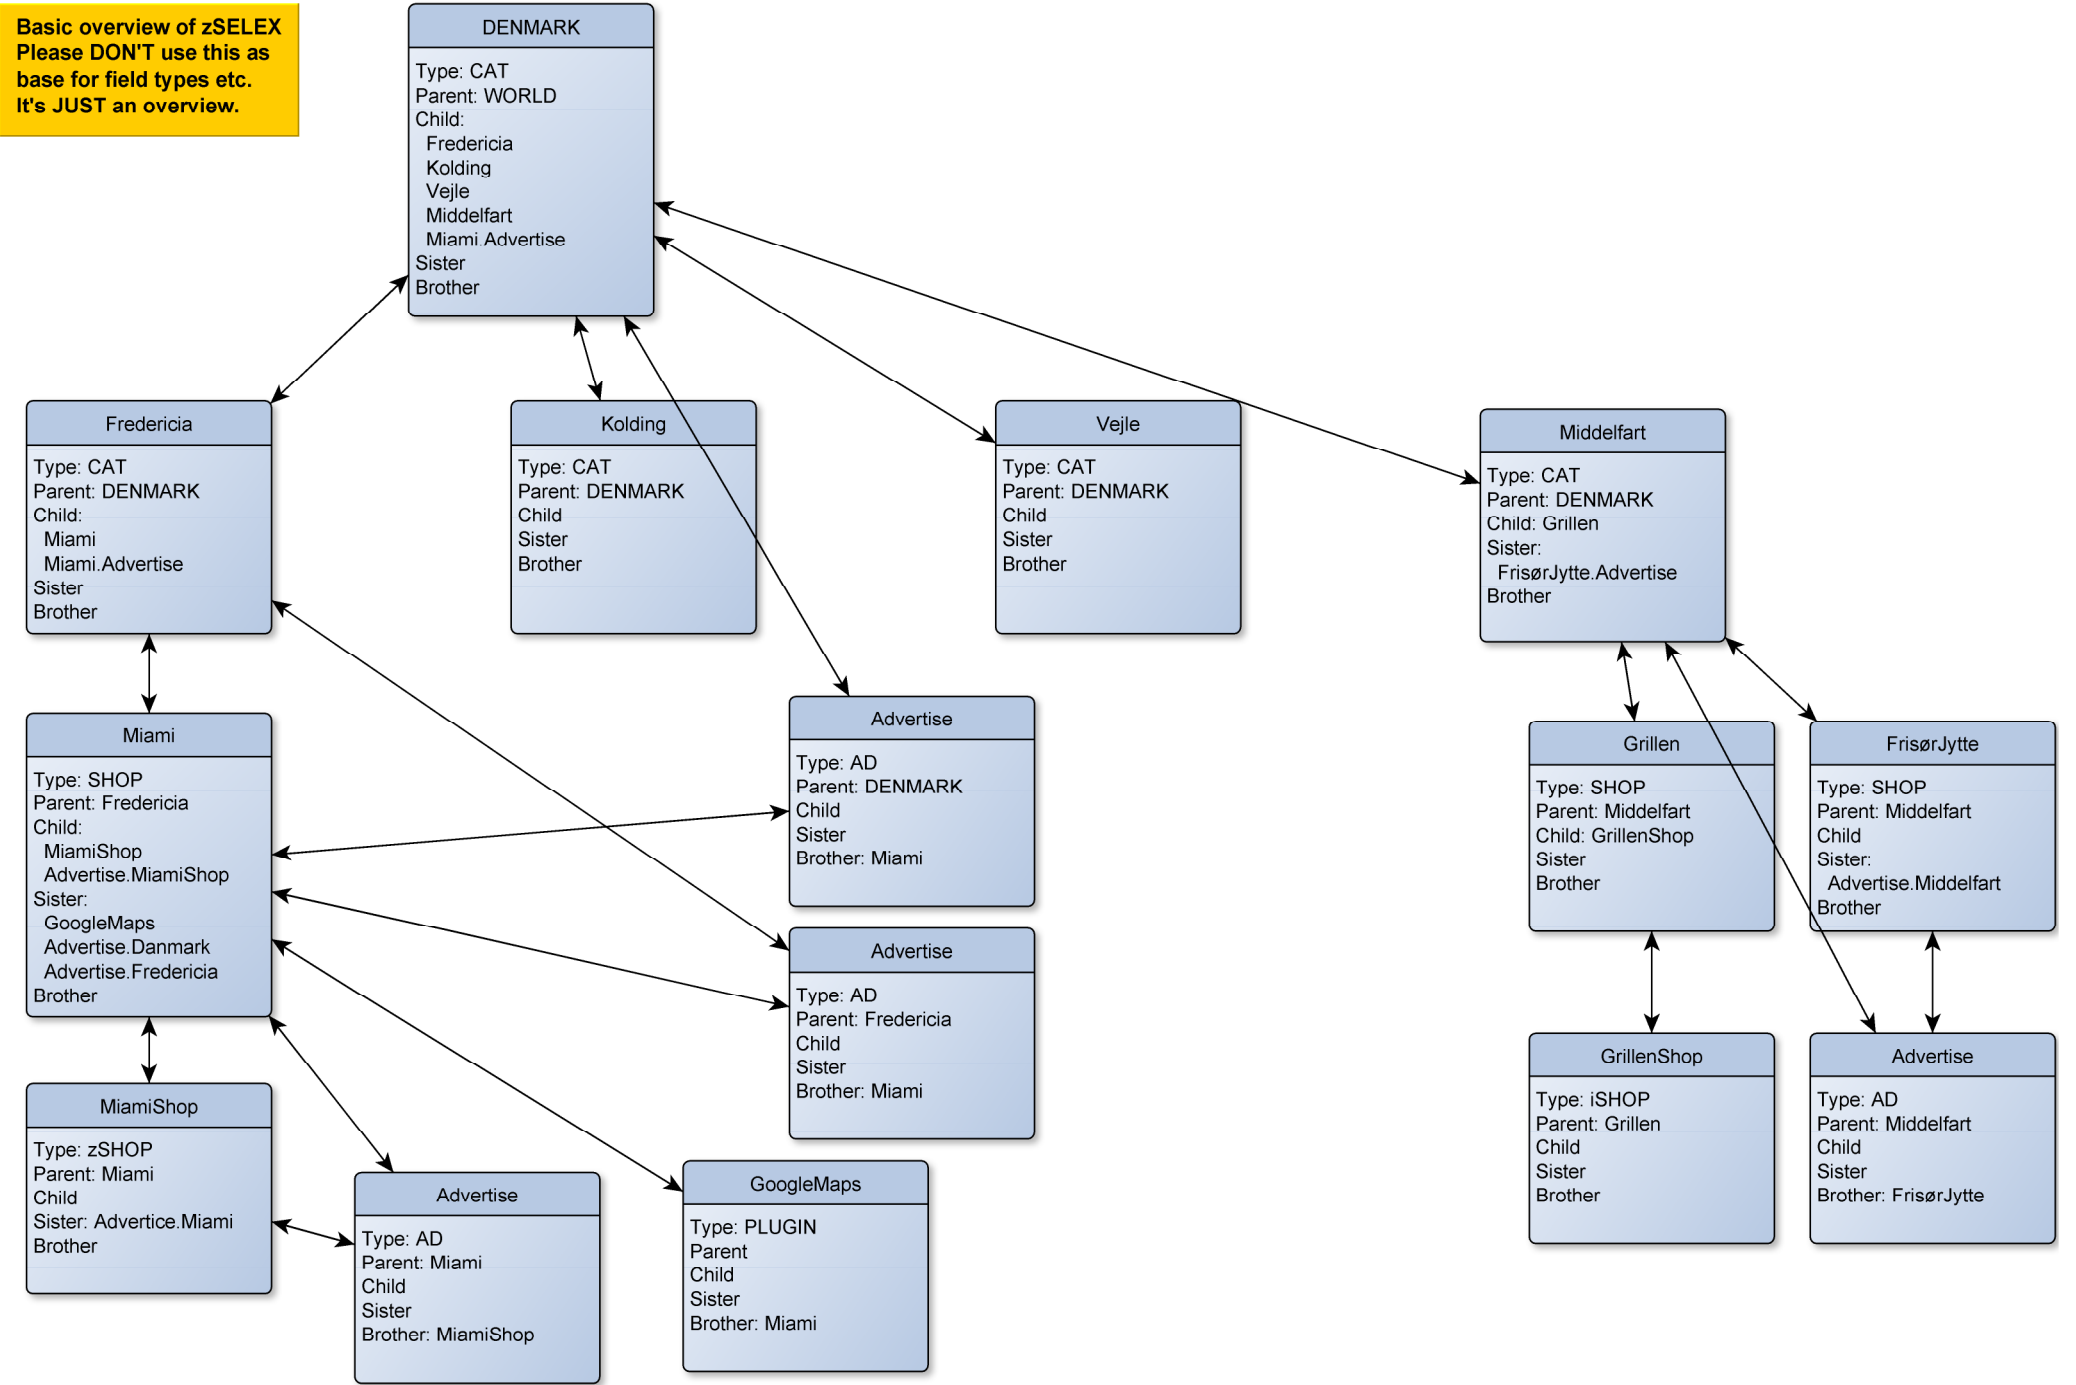 Basic overview of zSELEX
Please DON'T use this as
base for field types etc.
It's JUST an overview.
DENMARK
Type: CAT
Parent: WORLD
Child:
Fredericia
Kolding
Vejle
Middelfart
Miami.Advertise
Sister
Brother
Fredericia
Type: CAT
Parent: DENMARK
Child:
Miami
Miami.Advertise
Sister
Brother
Kolding
Type: CAT
Parent: DENMARK
Child
Sister
Brother
Vejle
Type: CAT
Parent: DENMARK
Child
Sister
Brother
Middelfart
Type: CAT
Parent: DENMARK
Child: Grillen
Sister:
FrisørJytte.Advertise
Brother
Miami
Type: SHOP
Parent: Fredericia
Child:
MiamiShop
Advertise.MiamiShop
Sister:
GoogleMaps
Advertise.Danmark
Advertise.Fredericia
Brother
Advertise
Type: AD
Parent: DENMARK
Child
Sister
Brother: Miami
Grillen
Type: SHOP
Parent: Middelfart
Child: GrillenShop
Sister
Brother
FrisørJytte
Type: SHOP
Parent: Middelfart
Child
Sister:
Advertise.Middelfart
Brother
Advertise
Type: AD
Parent: Fredericia
Child
Sister
Brother: Miami
MiamiShop
Type: zSHOP
Parent: Miami
Child
Sister: Advertice.Miami
Brother
Advertise
Type: AD
Parent: Miami
Child
Sister
Brother: MiamiShop
GoogleMaps
Type: PLUGIN
Parent
Child
Sister
Brother: Miami
GrillenShop
Type: iSHOP
Parent: Grillen
Child
Sister
Brother
Advertise
Type: AD
Parent: Middelfart
Child
Sister
Brother: FrisørJytte